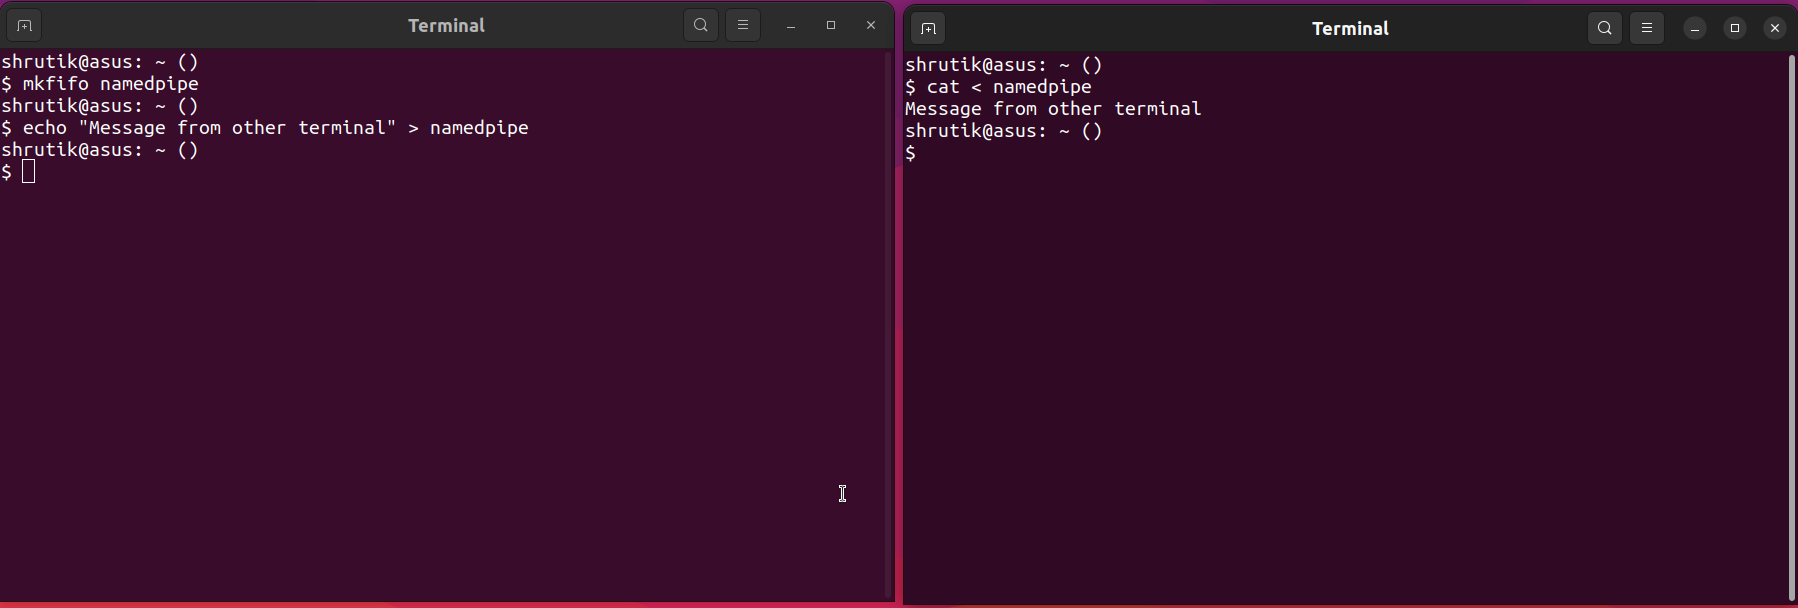 Terminal
shrutik@asus: ~ ()
$ mkfifo namedpipe
shrutik@asus: ~ ()
$ echo "Message from other terminal" > namedpipe
shrutik@asus: ~ ()
$
Terminal
shrutik@asus: ~ ()
$ cat < namedpipe
Message from other terminal
shrutik@asus: ~ ()
$